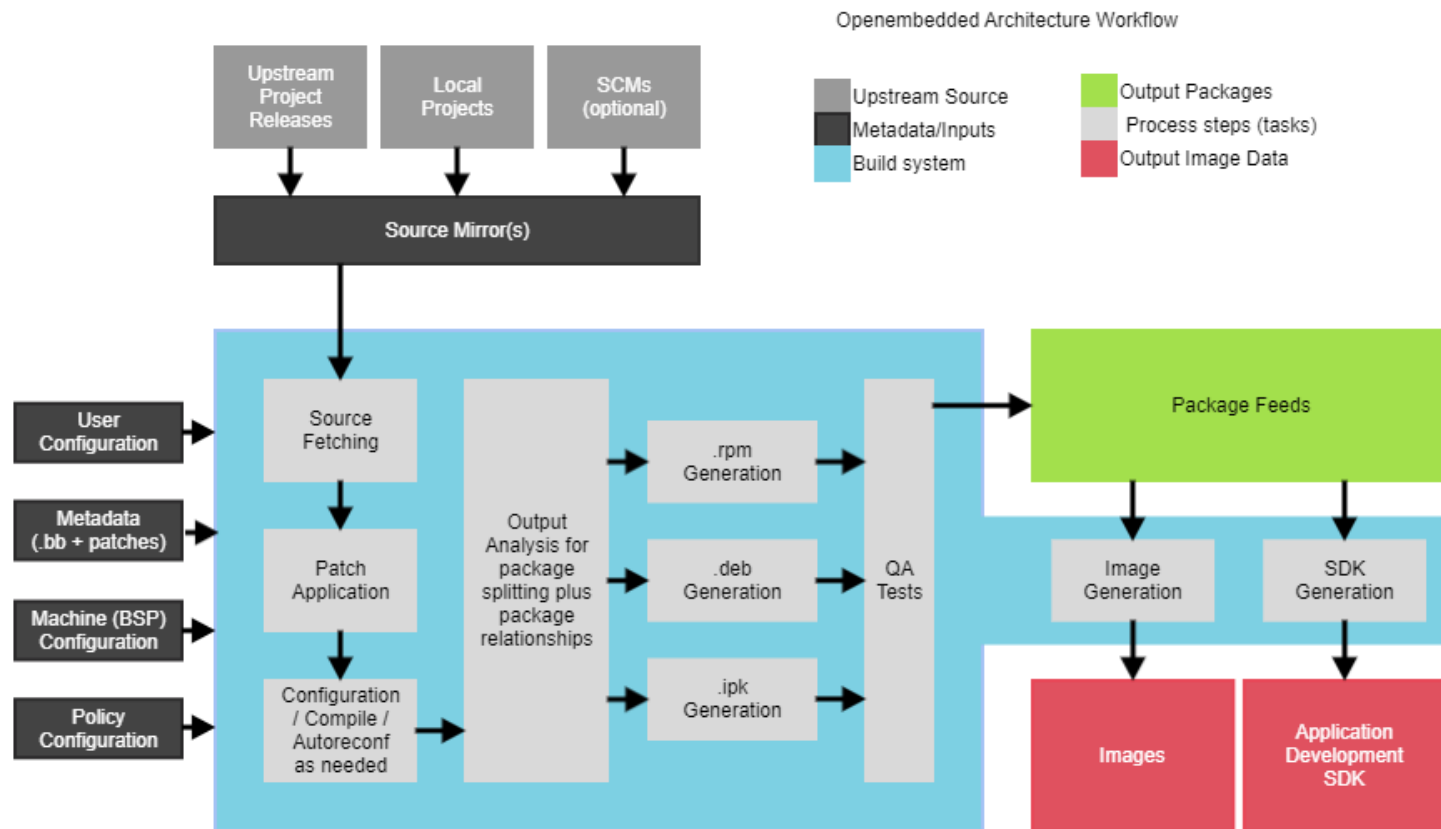 Openembedded Architecture Workflow
Upstream
Project
Releases
Local
Projects
SCMs
(optional)
Upstream Source
Metadata/Inputs
Build system
Output Packages
Process steps (tasks)
Output Image Data
Source Mirror(s)
User
Configuration
Metadata
(.bb + patches)
Machine (BSP)
Configuration
Policy
Configuration
Source
Fetching
Patch
Application
Configuration
/ Compile /
Autoreconf
as needed
Output
Analysis for
package
splitting plus
package
relationships
.rpm
Generation
.deb
Generation
.ipk
Generation
QA
Tests
Package Feeds
Image
Generation
SDK
Generation
Images
Application
Development
SDK